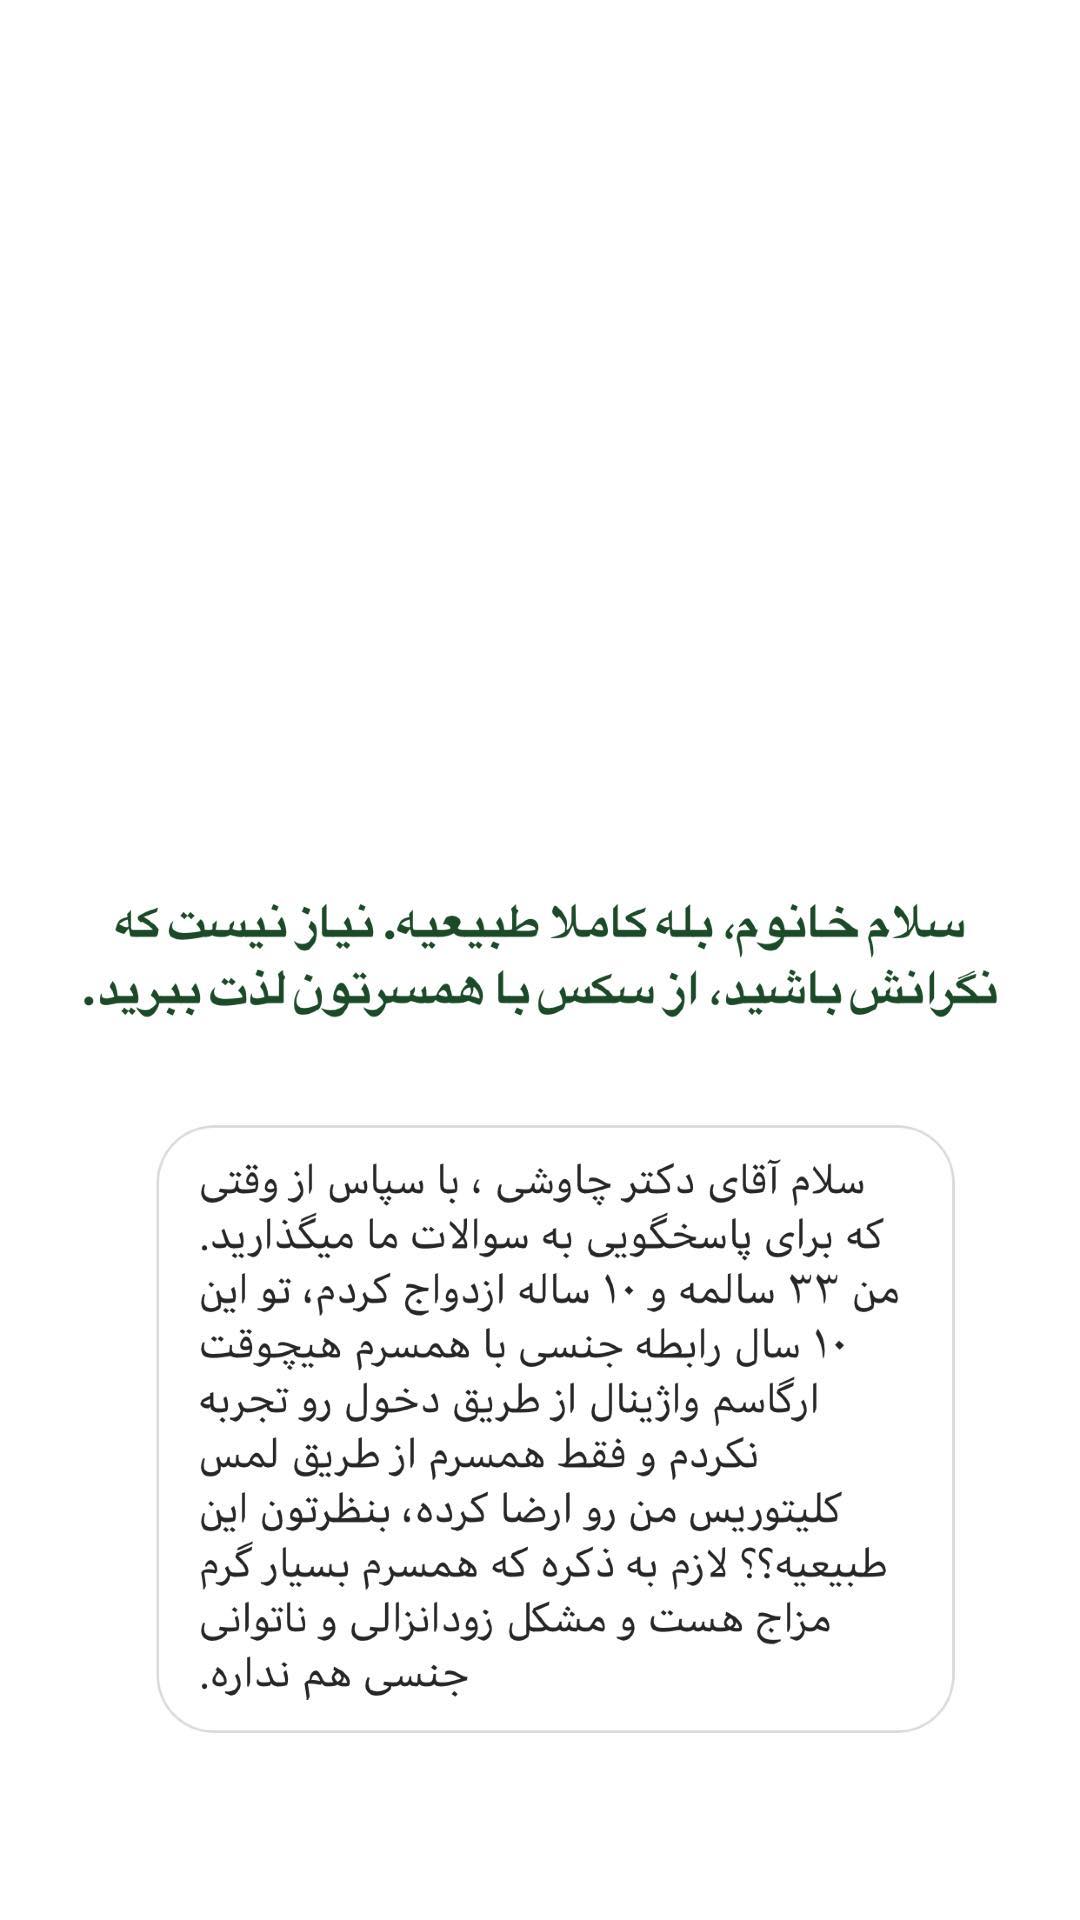 سلام خانوم، بله کاملا طبیعیه. نیاز نیست که
نگرانش باشید، از سکس با همسرتون لذت ببرید.
سلام آقای دکتر چاوشی ، با سپاس از وقتی
که برای پاسخگویی به سوالات ما میگذارید.
من ۳۳ سالمه و ۱۰ ساله ازدواج کردم، تو این
۱۰ سال رابطه جنسی با همسرم هیچوقت
ارگاسم واژینال از طریق دخول رو تجربه
نکردم و فقط همسرم از طریق لمس
کلیتوریس من رو ارضا کرده، بنظرتون این
طبیعیه؟؟ لازم به ذکره که همسرم بسیار گرم
مزاج هست و مشکل زودانزالی و ناتوانی
جنسی هم نداره.